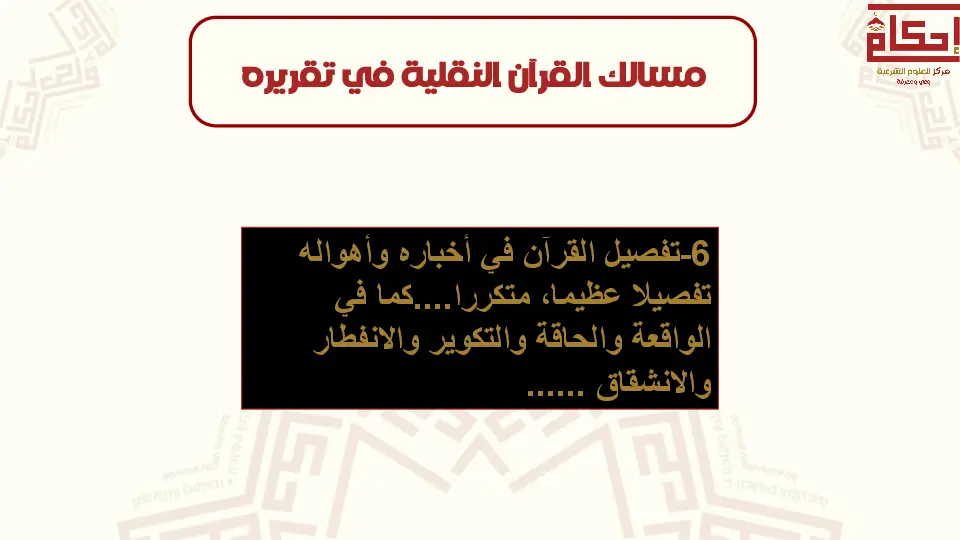 إحكام
مركز للعلوم الشرعية
وعي ومعرفة
مسالك القرآن النقلية في تقريره
6-تفصيل القرآن في أخباره وأهواله
تفصيلا عظيما، متكررا....كما في
الواقعة والحاقة والتكوير والانفطار
والانشقاق ......